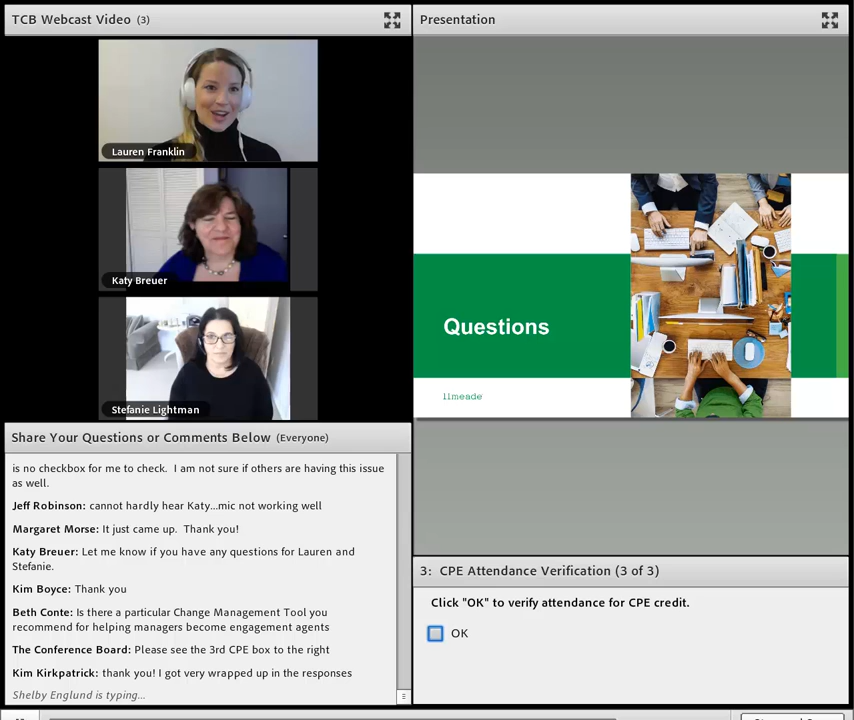 TCB Webcast Video (3)
Lauren Franklin
Katy Breuer
Stefanie Lightman
Share Your Questions or Comments Below (Everyone)
is no checkbox for me to check. I am not sure if others are having this issue
as well.
Jeff Robinson: cannot hardly hear Katy...mic not working well
Margaret Morse: It just came up. Thank you!
Katy Breuer: Let me know if you have any questions for Lauren and
Stefanie.
Kim Boyce: Thank you
Beth Conte: Is there a particular Change Management Tool you
recommend for helping managers become engagement agents
The Conference Board: Please see the 3rd CPE box to the right
Kim Kirkpatrick: thank you! I got very wrapped up in the responses
Shelby Englund is typing...
Presentation
Questions
limeade
3: CPE Attendance Verification (3 of 3)
Click "OK" to verify attendance for CPE credit.
OK